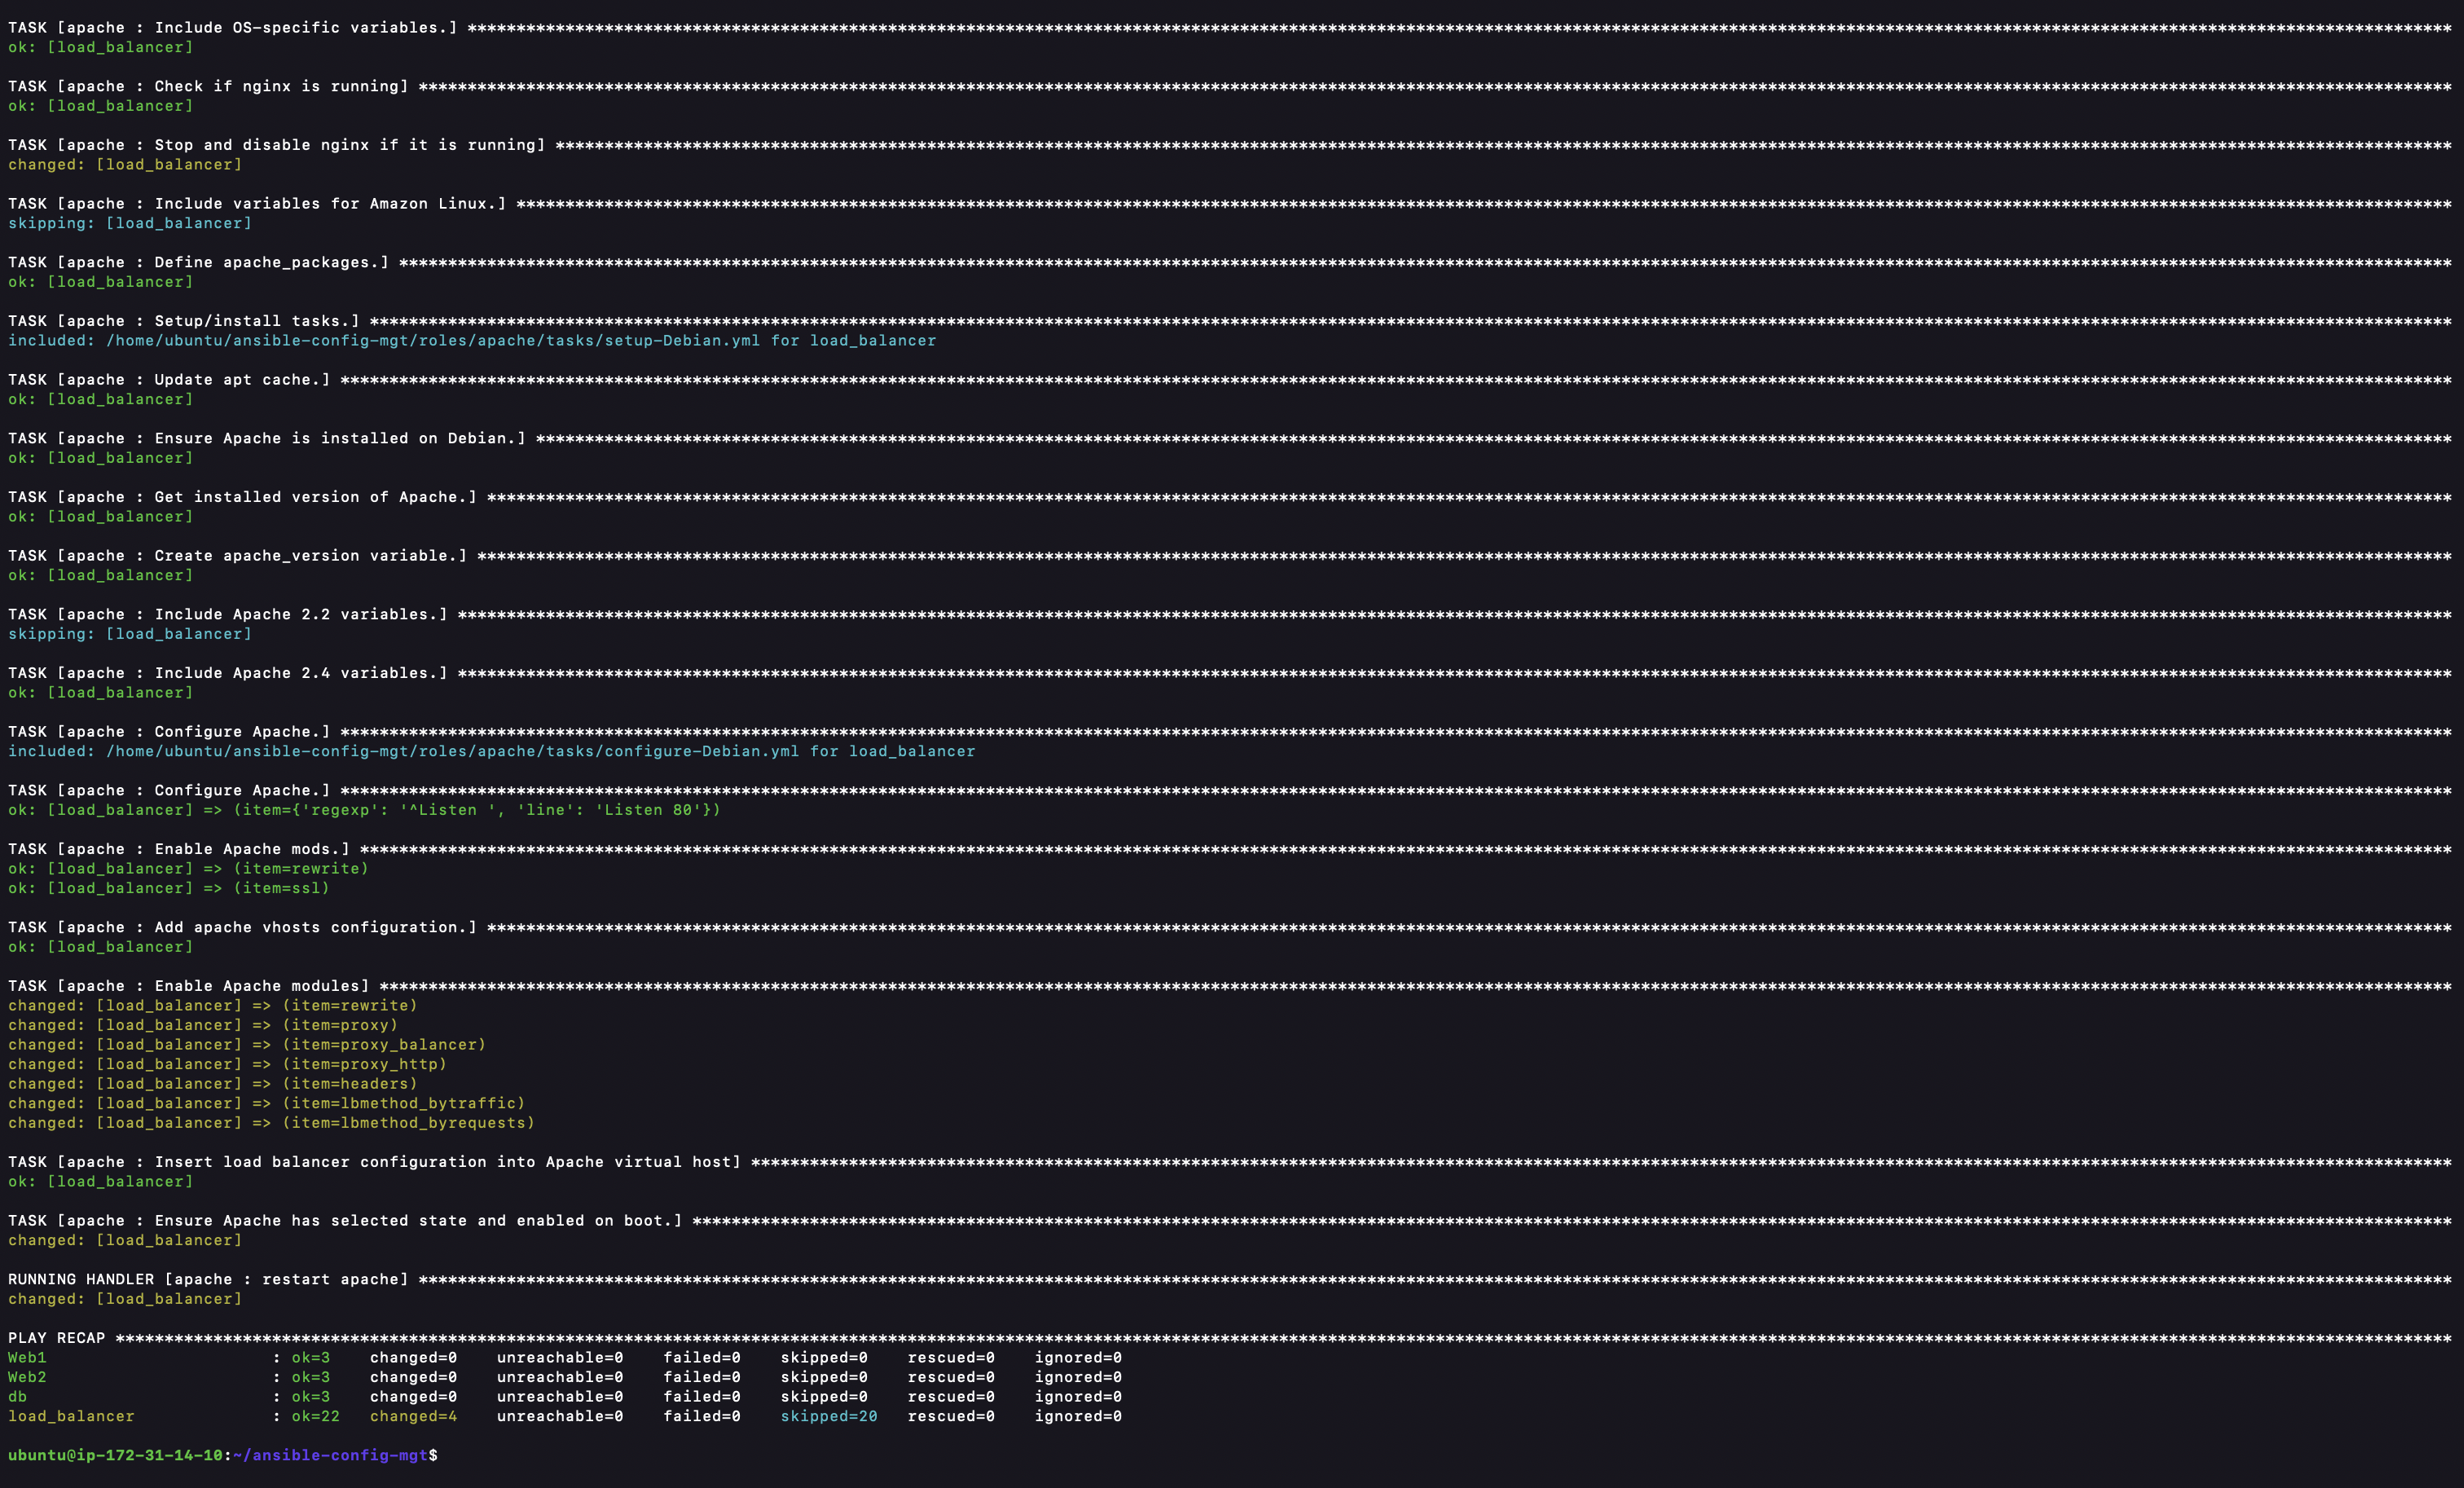 TASK [apache : Include OS-specific variables.] ***********************************************************************************************************************************************************************************************************
ok: [load_balancer]
TASK [apache : Check if nginx is running] ****************************************************************************************************************************************************************************************************************
ok: [load_balancer]
TASK [apache : Stop and disable nginx if it is running] **************************************************************************************************************************************************************************************************
changed: [load_balancer]
TASK [apache : Include variables for Amazon Linux.] ******************************************************************************************************************************************************************************************************
skipping: [load_balancer]
TASK [apache : Define apache_packages.] ******************************************************************************************************************************************************************************************************************
ok: [load_balancer]
TASK [apache : Setup/install tasks.] *********************************************************************************************************************************************************************************************************************
included: /home/ubuntu/ansible-config-mgt/roles/apache/tasks/setup-Debian.yml for load_balancer
TASK [apache : Update apt cache.] ************************************************************************************************************************************************************************************************************************
ok: [load_balancer]
TASK [apache : Ensure Apache is installed on Debian.] ****************************************************************************************************************************************************************************************************
ok: [load_balancer]
TASK [apache : Get installed version of Apache.] *********************************************************************************************************************************************************************************************************
ok: [load_balancer]
TASK [apache : Create apache_version variable.] **********************************************************************************************************************************************************************************************************
ok: [load_balancer]
TASK [apache : Include Apache 2.2 variables.] ************************************************************************************************************************************************************************************************************
skipping: [load_balancer]
TASK [apache : Include Apache 2.4 variables.] ************************************************************************************************************************************************************************************************************
ok: [load_balancer]
TASK [apache : Configure Apache.] ************************************************************************************************************************************************************************************************************************
included: /home/ubuntu/ansible-config-mgt/roles/apache/tasks/configure-Debian.yml for load_balancer
TASK [apache : Configure Apache.] ************************************************************************************************************************************************************************************************************************
ok: [load_balancer] => (item={'regexp': '^Listen ', 'line': 'Listen 80'})
TASK [apache : Enable Apache mods.] **********************************************************************************************************************************************************************************************************************
ok: [load_balancer] => (item=rewrite)
ok: [load_balancer] => (item=ssl)
TASK [apache : Add apache vhosts configuration.] *********************************************************************************************************************************************************************************************************
ok: [load_balancer]
TASK [apache : Enable Apache modules] ********************************************************************************************************************************************************************************************************************
changed: [load_balancer] => (item=rewrite)
changed: [load_balancer] => (item=proxy)
changed: [load_balancer] => (item=proxy_balancer)
changed: [load_balancer] => (item=proxy_http)
changed: [load_balancer] => (item=headers)
changed: [load_balancer] => (item=lbmethod_bytraffic)
changed: [load_balancer] => (item=lbmethod_byrequests)
TASK [apache : Insert load balancer configuration into Apache virtual host] ******************************************************************************************************************************************************************************
ok: [load_balancer]
TASK [apache : Ensure Apache has selected state and enabled on boot.] ************************************************************************************************************************************************************************************
changed: [load_balancer]
RUNNING HANDLER [apache : restart apache] ****************************************************************************************************************************************************************************************************************
changed: [load_balancer]
PLAY RECAP ***********************************************************************************************************************************************************************************************************************************************
Web1                       : ok=3    changed=0    unreachable=0    failed=0    skipped=0    rescued=0    ignored=0
Web2                       : ok=3    changed=0    unreachable=0    failed=0    skipped=0    rescued=0    ignored=0
db                         : ok=3    changed=0    unreachable=0    failed=0    skipped=0    rescued=0    ignored=0
load_balancer              : ok=22   changed=4    unreachable=0    failed=0    skipped=20   rescued=0    ignored=0
ubuntu@ip-172-31-14-10:~/ansible-config-mgt$